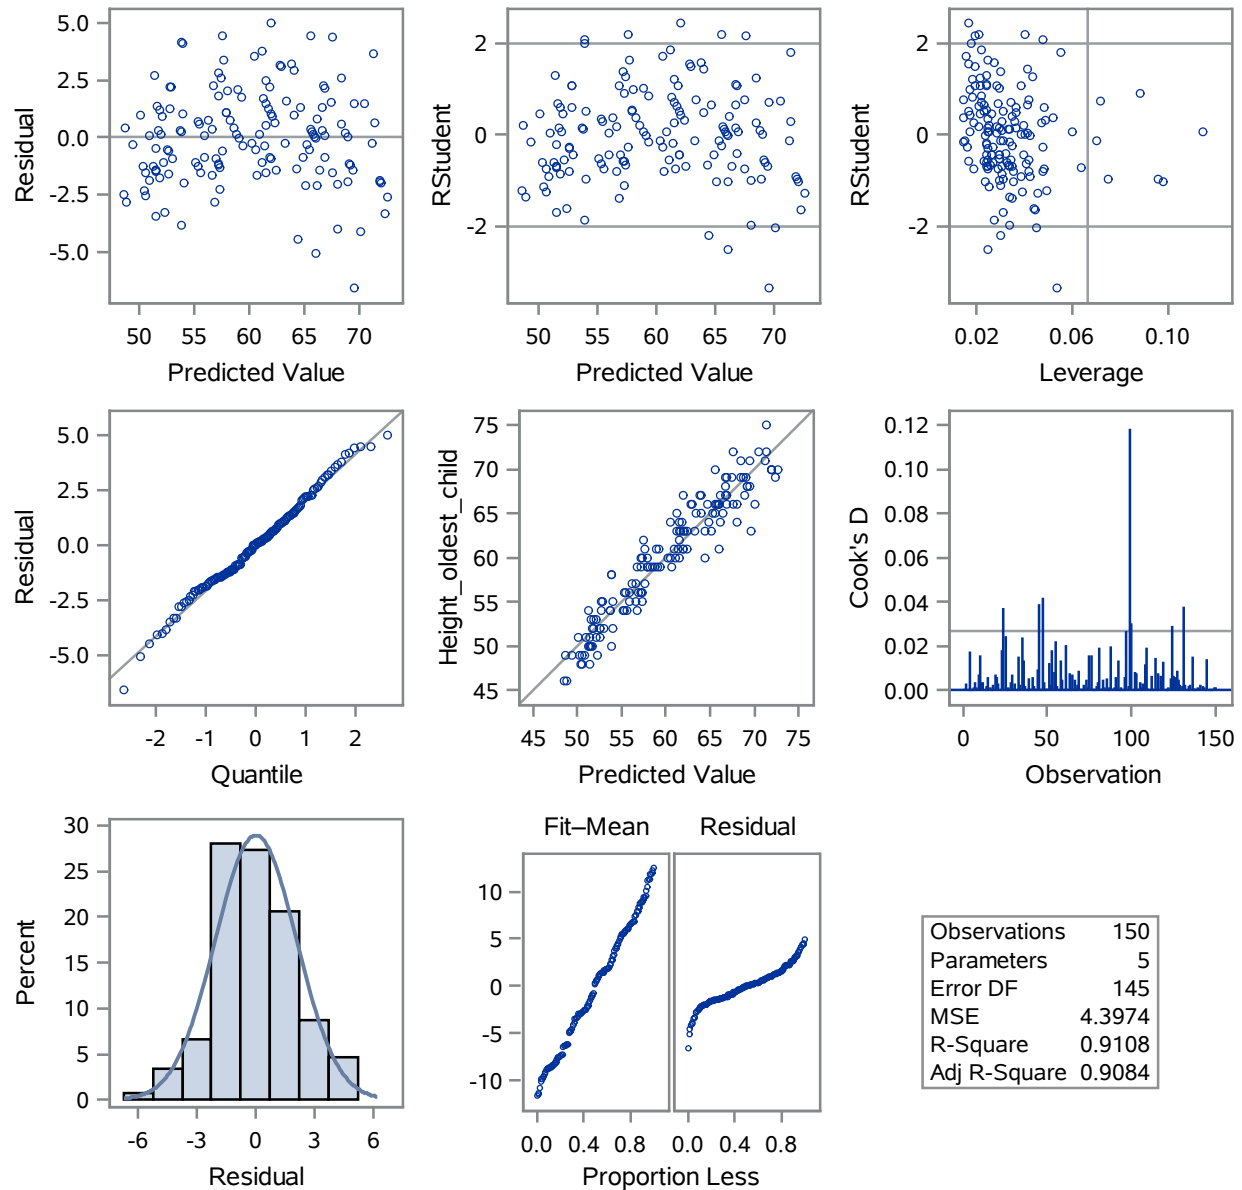 5.0
2.5
0.0
-2.5
-5.0
Residual
50 55 60 65 70
Predicted Value
2
0
-2
RStudent
50 55 60 65 70
Predicted Value
2
0
-2
RStudent
0.02 0.06 0.10
Leverage
5.0
2.5
0.0
-2.5
-5.0
Residual
-2 -1 0 1 2
Quantile
75
70
65
60
55
50
45
Height_oldest_child
45 50 55 60 65 70 75
Predicted Value
0.12
0.10
0.08
0.06
0.04
0.02
0.00
Cook's D
0 50 100 150
Observation
30
25
20
15
10
5
0
Percent
-6 -3 0 3 6
Residual
Fit–Mean Residual
10
5
0
-5
-10
0.0 0.4 0.8 0.0 0.4 0.8
Proportion Less
Observations 150
Parameters 5
Error DF 145
MSE 4.3974
R-Square 0.9108
Adj R-Square 0.9084